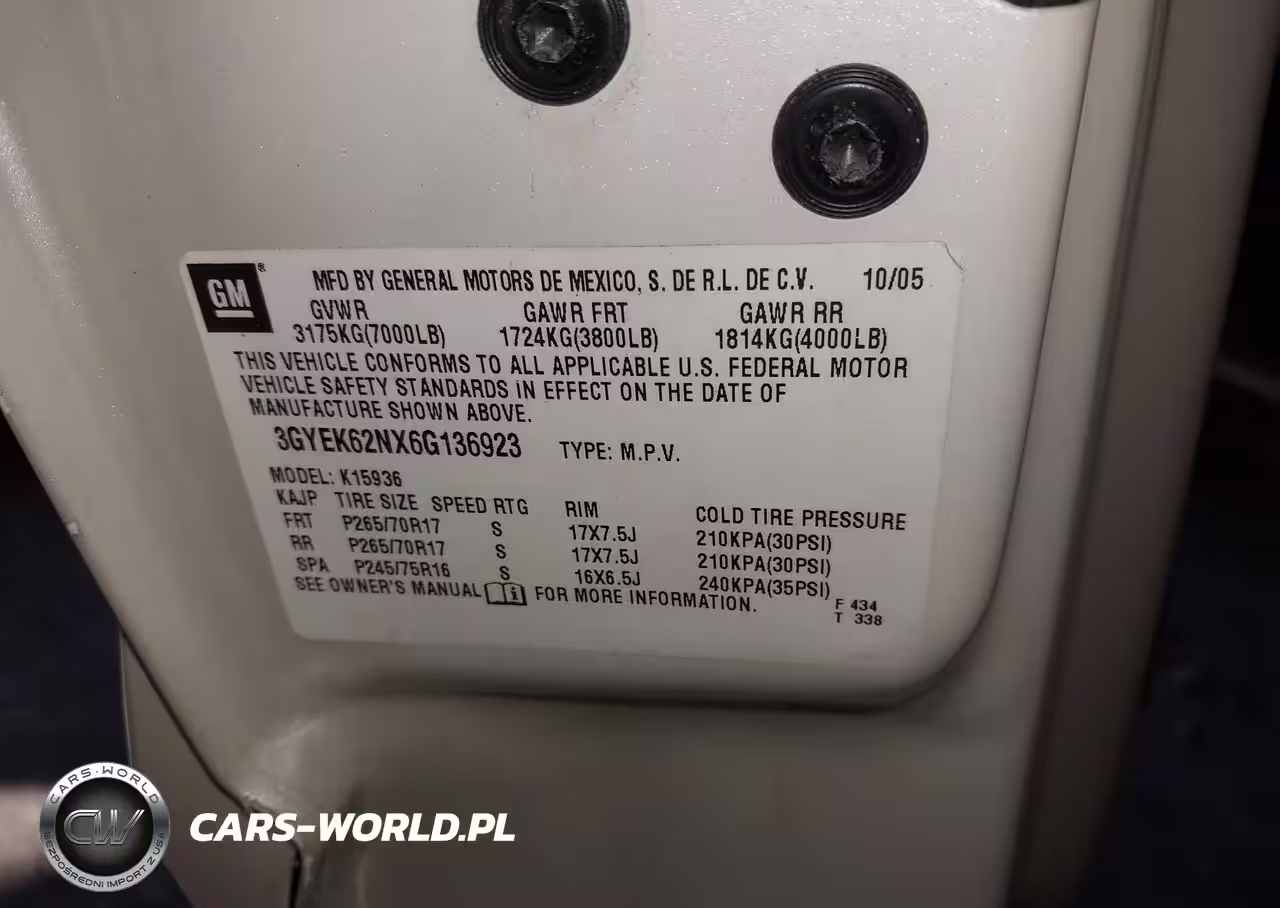 GM®
MFD BY GENERAL MOTORS DE MEXICO, S. DE R.L. DE C.V. 10/05
GVWR GAWR FRT GAWR RR
3175KG(7000LB) 1724KG(3800LB) 1814KG(4000LB)
THIS VEHICLE CONFORMS TO ALL APPLICABLE U.S. FEDERAL MOTOR
VEHICLE SAFETY STANDARDS IN EFFECT ON THE DATE OF
MANUFACTURE SHOWN ABOVE.
3GYEK62NX6G136923 TYPE: M.P.V.
MODEL: K15936
KAJP TIRE SIZE SPEED RTG RIM COLD TIRE PRESSURE
FRT P265/70R17 S 17X7.5J 210KPA(30PSI)
RR P265/70R17 S 17X7.5J 210KPA(30PSI)
SPA P245/75R16 S 16X6.5J 240KPA(35PSI)
SEE OWNER'S MANUAL FOR MORE INFORMATION.
F 434
T 338
CARS-WORLD
CW
BEZPOŚREDNI IMPORT Z USA
CARS-WORLD.PL